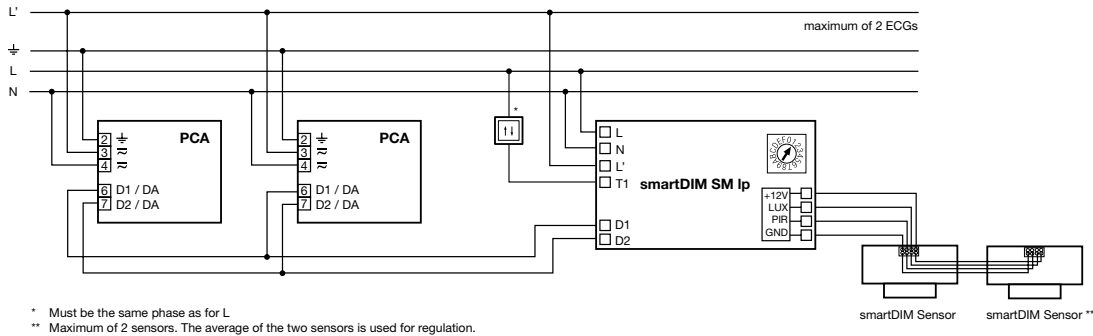 L'
maximum of 2 ECGs
⏚
L
N
*
2 ⏚ PCA
3 ≂
4 ≂
6 D1 / DA
7 D2 / DA
2 ⏚ PCA
3 ≂
4 ≂
6 D1 / DA
7 D2 / DA
L
N
L'
T1
smartDIM SM lp
D1
D2
0123456789ABCDEF
+12V
LUX
PIR
GND
smartDIM Sensor
smartDIM Sensor **
* Must be the same phase as for L
** Maximum of 2 sensors. The average of the two sensors is used for regulation.